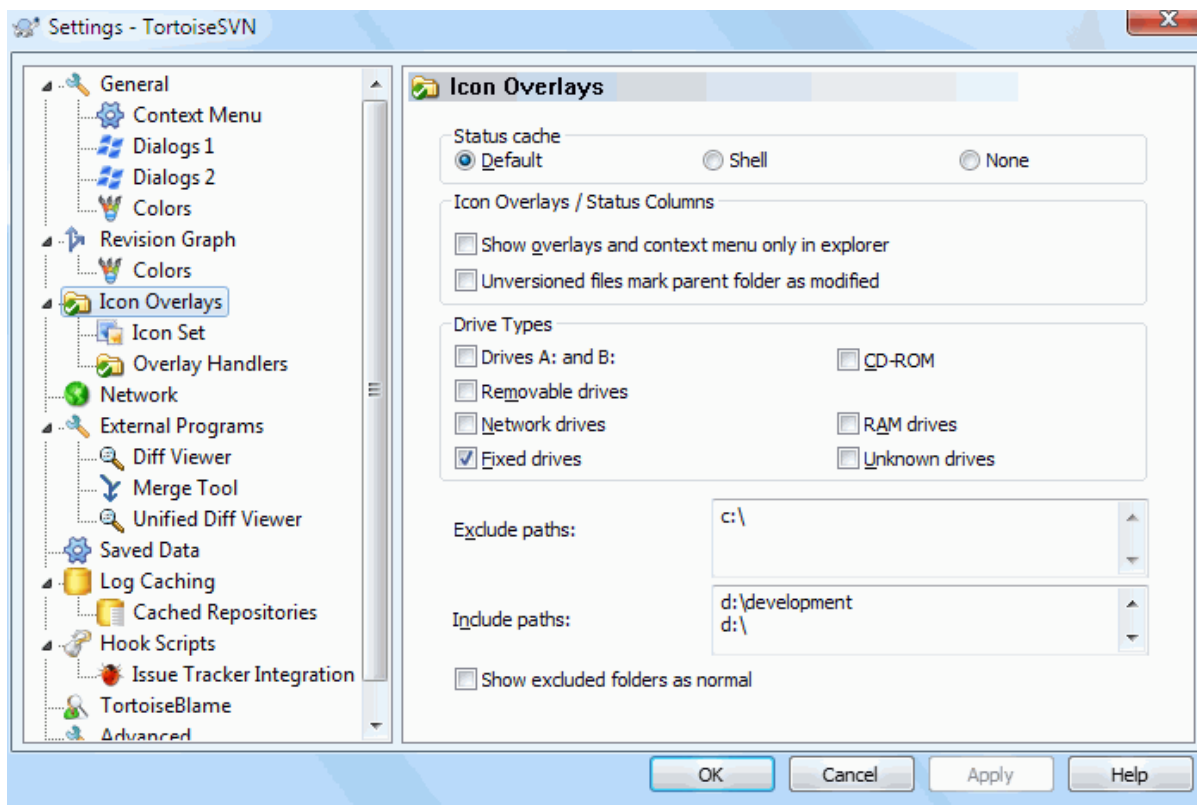 Settings - TortoiseSVN
General
Context Menu
Dialogs 1
Dialogs 2
Colors
Revision Graph
Colors
Icon Overlays
Icon Set
Overlay Handlers
Network
External Programs
Diff Viewer
Merge Tool
Unified Diff Viewer
Saved Data
Log Caching
Cached Repositories
Hook Scripts
Issue Tracker Integration
TortoiseBlame
Advanced
Icon Overlays
Status cache
Default Shell None
Icon Overlays / Status Columns
Show overlays and context menu only in explorer
Unversioned files mark parent folder as modified
Drive Types
Drives A: and B: CD-ROM
Removable drives
Network drives RAM drives
Fixed drives Unknown drives
Exclude paths: c:\
Include paths: d:\development
d:\
Show excluded folders as normal
OK Cancel Apply Help